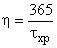 η = 365 / τхр